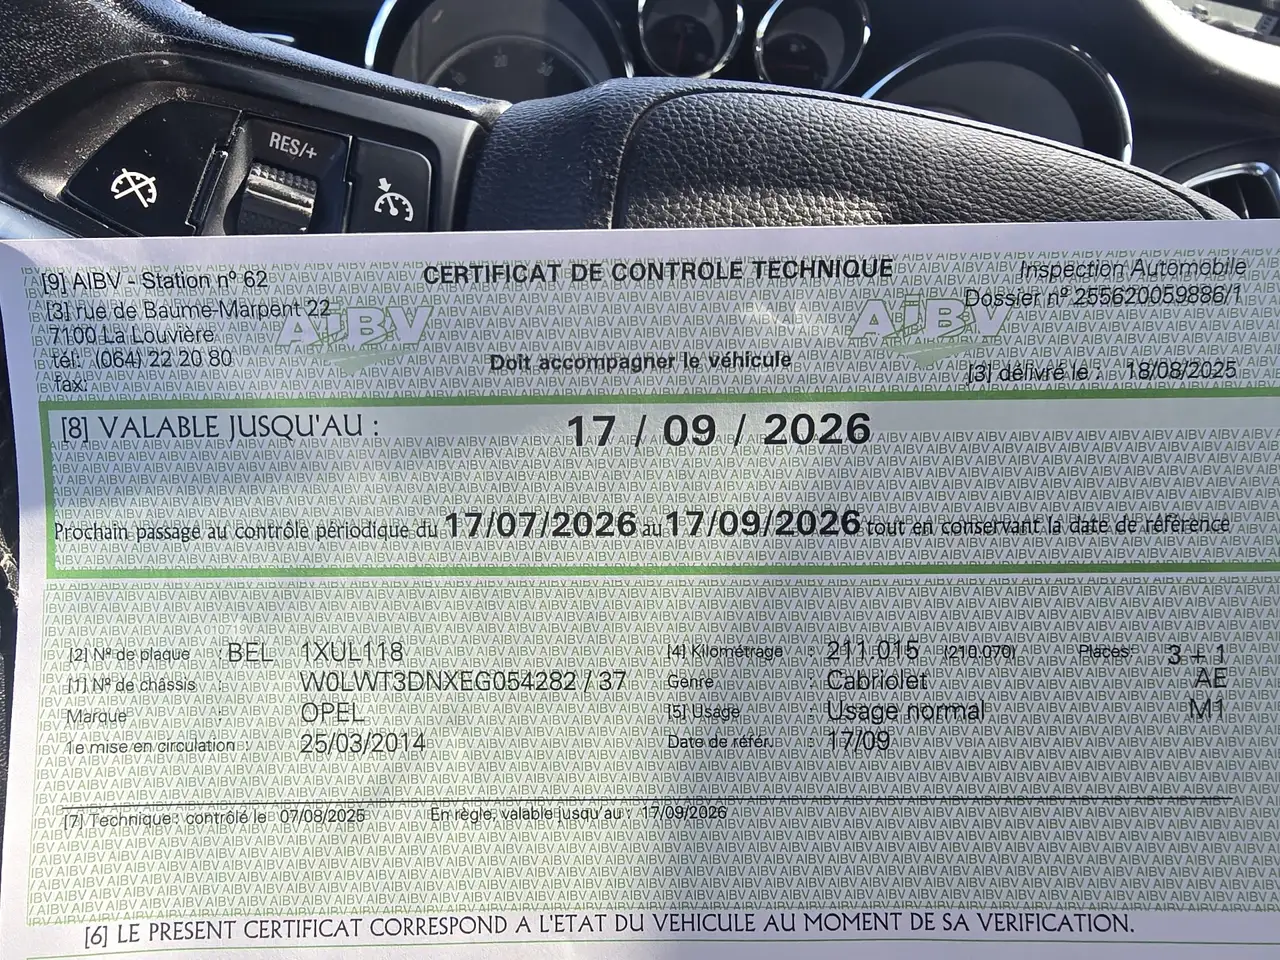 20
RES/+
[9] AIBV - Station nº 62
CERTIFICAT DE CONTROLE TECHNIQUE
Inspection Automobile
[3] rue de Baume-Marpent 22
Dossier nº 255620059886/1
7100 La Louvière
AIBV
AIBV
tél: (064) 22 20 80
Doit accompagner le véhicule
[3] délivré le : 18/08/2025
fax:
[8] VALABLE JUSQU'AU : 17 / 09 / 2026
Prochain passage au contrôle périodique du 17/07/2026 au 17/09/2026 tout en conservant la date de référence
[2] Nº de plaque : BEL 1XUL118
[4] Kilométrage : 211.015 (210.070) Places: 3 + 1
[1] Nº de châssis : W0LWT3DNXEG054282 / 37
Genre : Cabriolet AE
Marque : OPEL
[5] Usage : Usage normal M1
1e mise en circulation : 25/03/2014
Date de référ. : 17/09
[7] Technique : contrôlé le 07/08/2025 En règle, valable jusqu'au : 17/09/2026
[6] LE PRESENT CERTIFICAT CORRESPOND A L'ETAT DU VEHICULE AU MOMENT DE SA VERIFICATION.